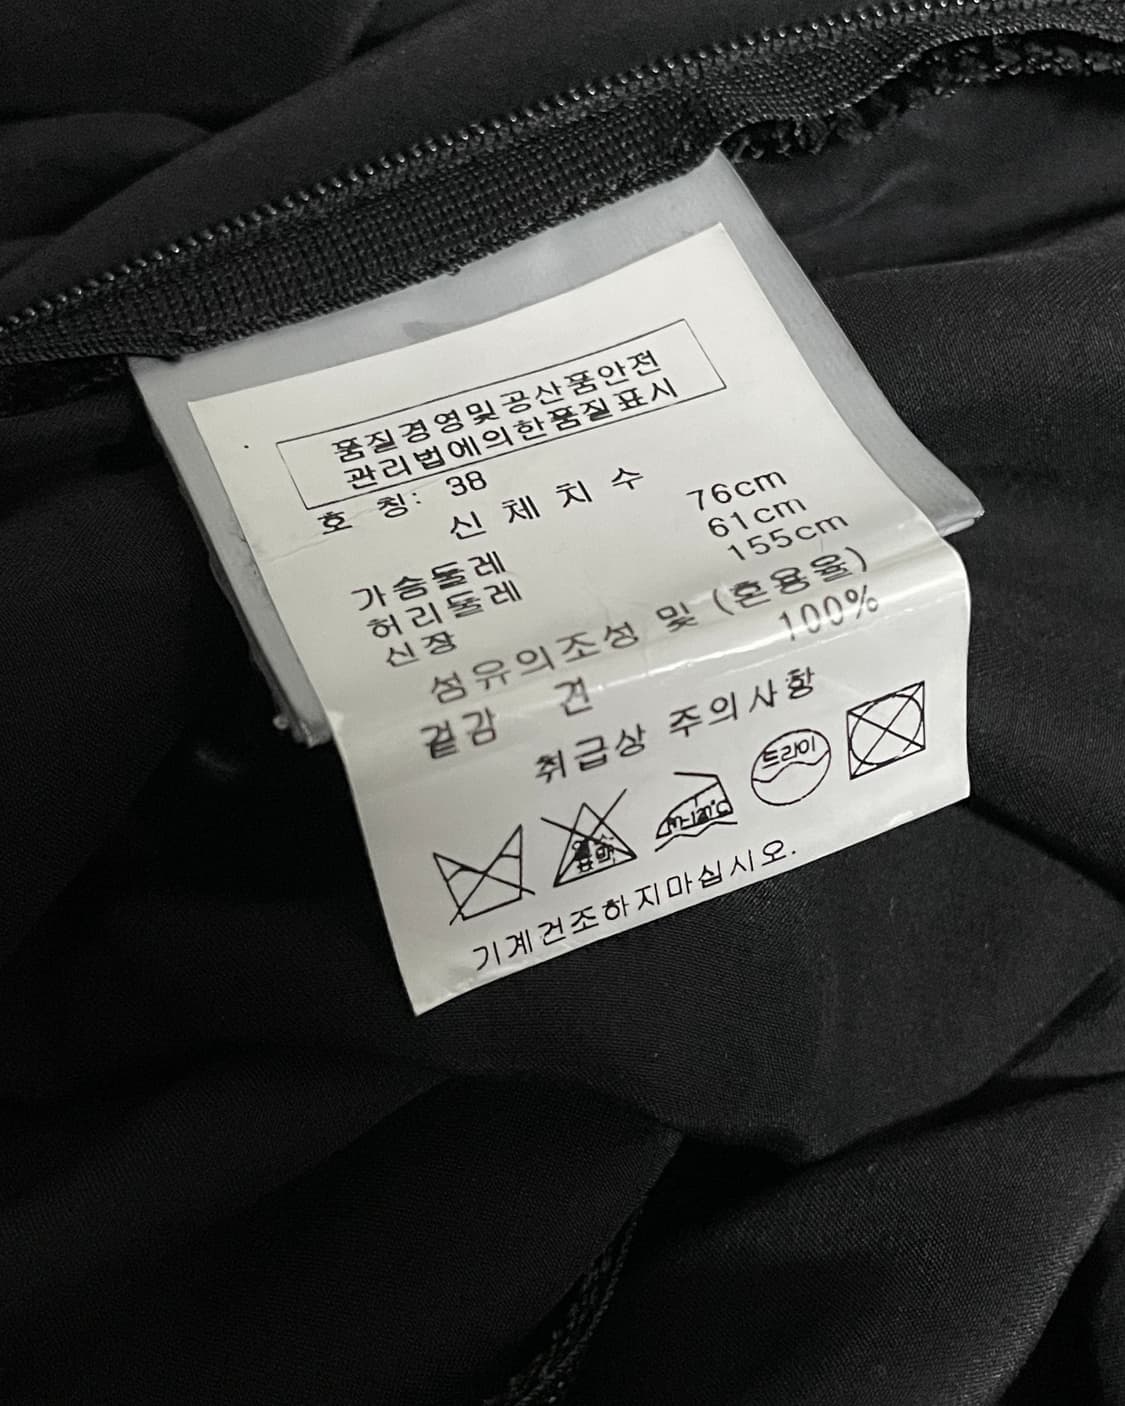 품질경영및공산품안전
관리법에의한품질표시
호 칭: 38
신 체 치 수
가슴둘레 76cm
허리둘레 61cm
신장 155cm
섬유의조성 및 (혼용율)
겉감 견 100%
취급상 주의사항
m-120℃
드라이
기계건조하지마십시오.